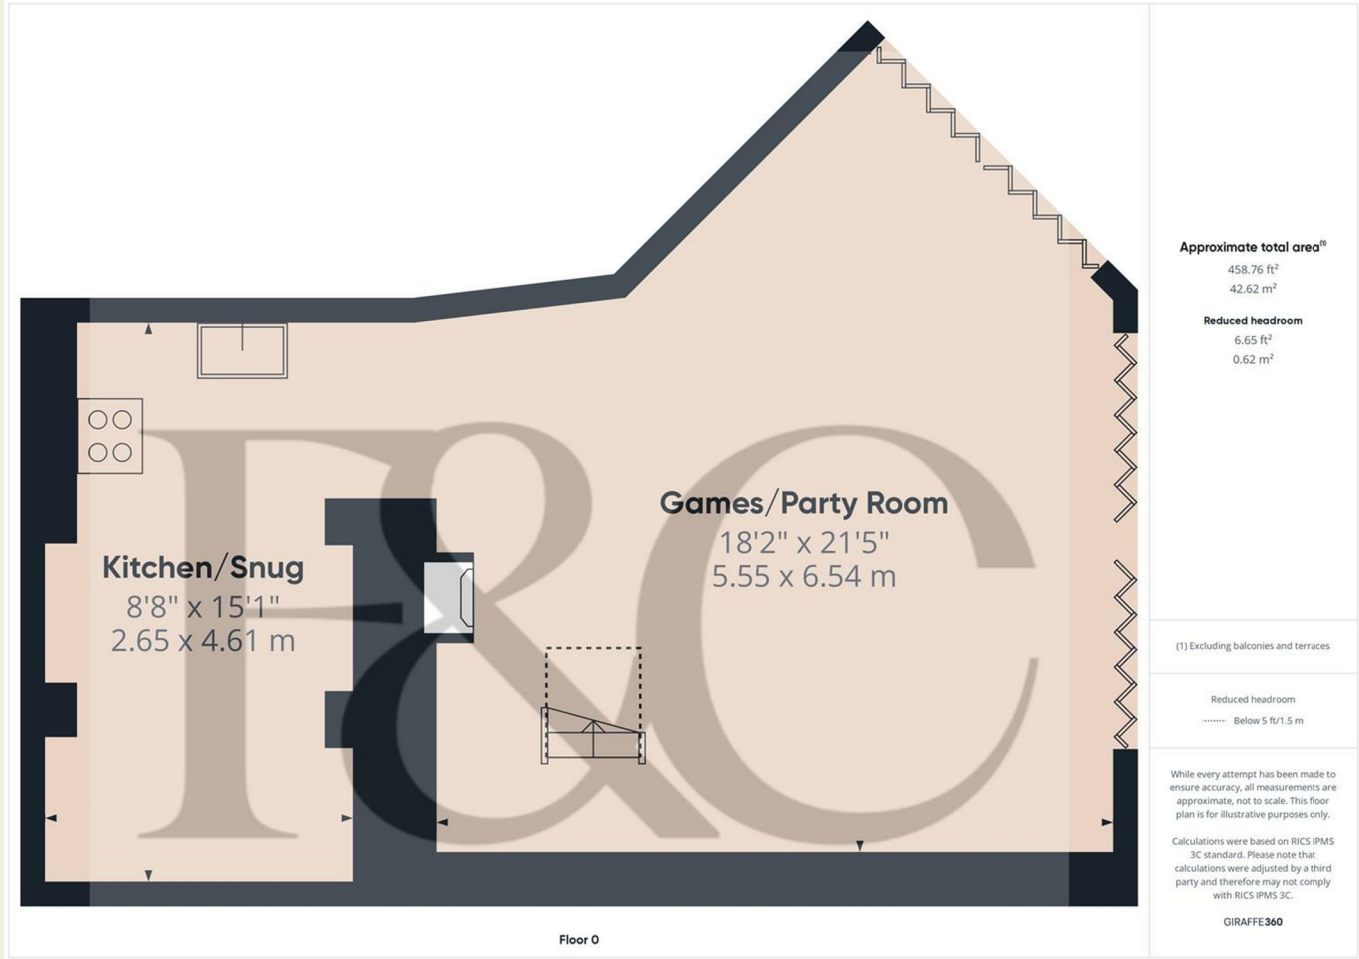 Kitchen/Snug
8'8" x 15'1"
2.65 x 4.61 m
Games/Party Room
18'2" x 21'5"
5.55 x 6.54 m
F&C
Floor 0
Approximate total area(1)
458.76 ft²
42.62 m²
Reduced headroom
6.65 ft²
0.62 m²
(1) Excluding balconies and terraces
Reduced headroom
Below 5 ft/1.5 m
While every attempt has been made to
ensure accuracy, all measurements are
approximate, not to scale. This floor
plan is for illustrative purposes only.
Calculations were based on RICS IPMS
3C standard. Please note that
calculations were adjusted by a third
party and therefore may not comply
with RICS IPMS 3C.
GIRAFFE360